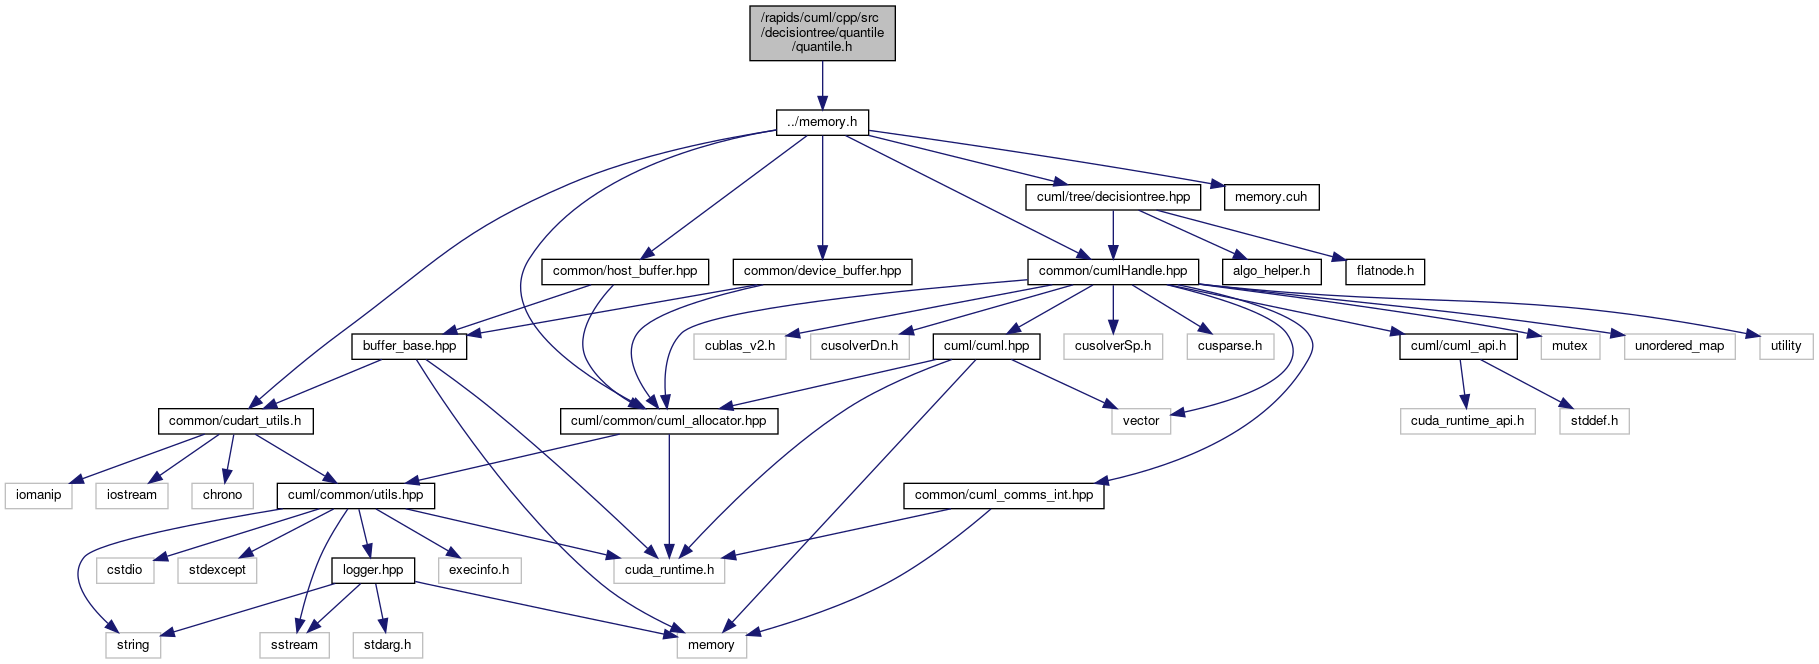 /rapids/cuml/cpp/src
/decisiontree/quantile
/quantile.h
../memory.h
cuml/tree/decisiontree.hpp
memory.cuh
common/host_buffer.hpp
common/device_buffer.hpp
common/cumlHandle.hpp
algo_helper.h
flatnode.h
buffer_base.hpp
cublas_v2.h
cusolverDn.h
cuml/cuml.hpp
cusolverSp.h
cusparse.h
cuml/cuml_api.h
mutex
unordered_map
utility
common/cudart_utils.h
cuml/common/cuml_allocator.hpp
vector
cuda_runtime_api.h
stddef.h
iomanip
iostream
chrono
cuml/common/utils.hpp
common/cuml_comms_int.hpp
cstdio
stdexcept
logger.hpp
execinfo.h
cuda_runtime.h
string
sstream
stdarg.h
memory